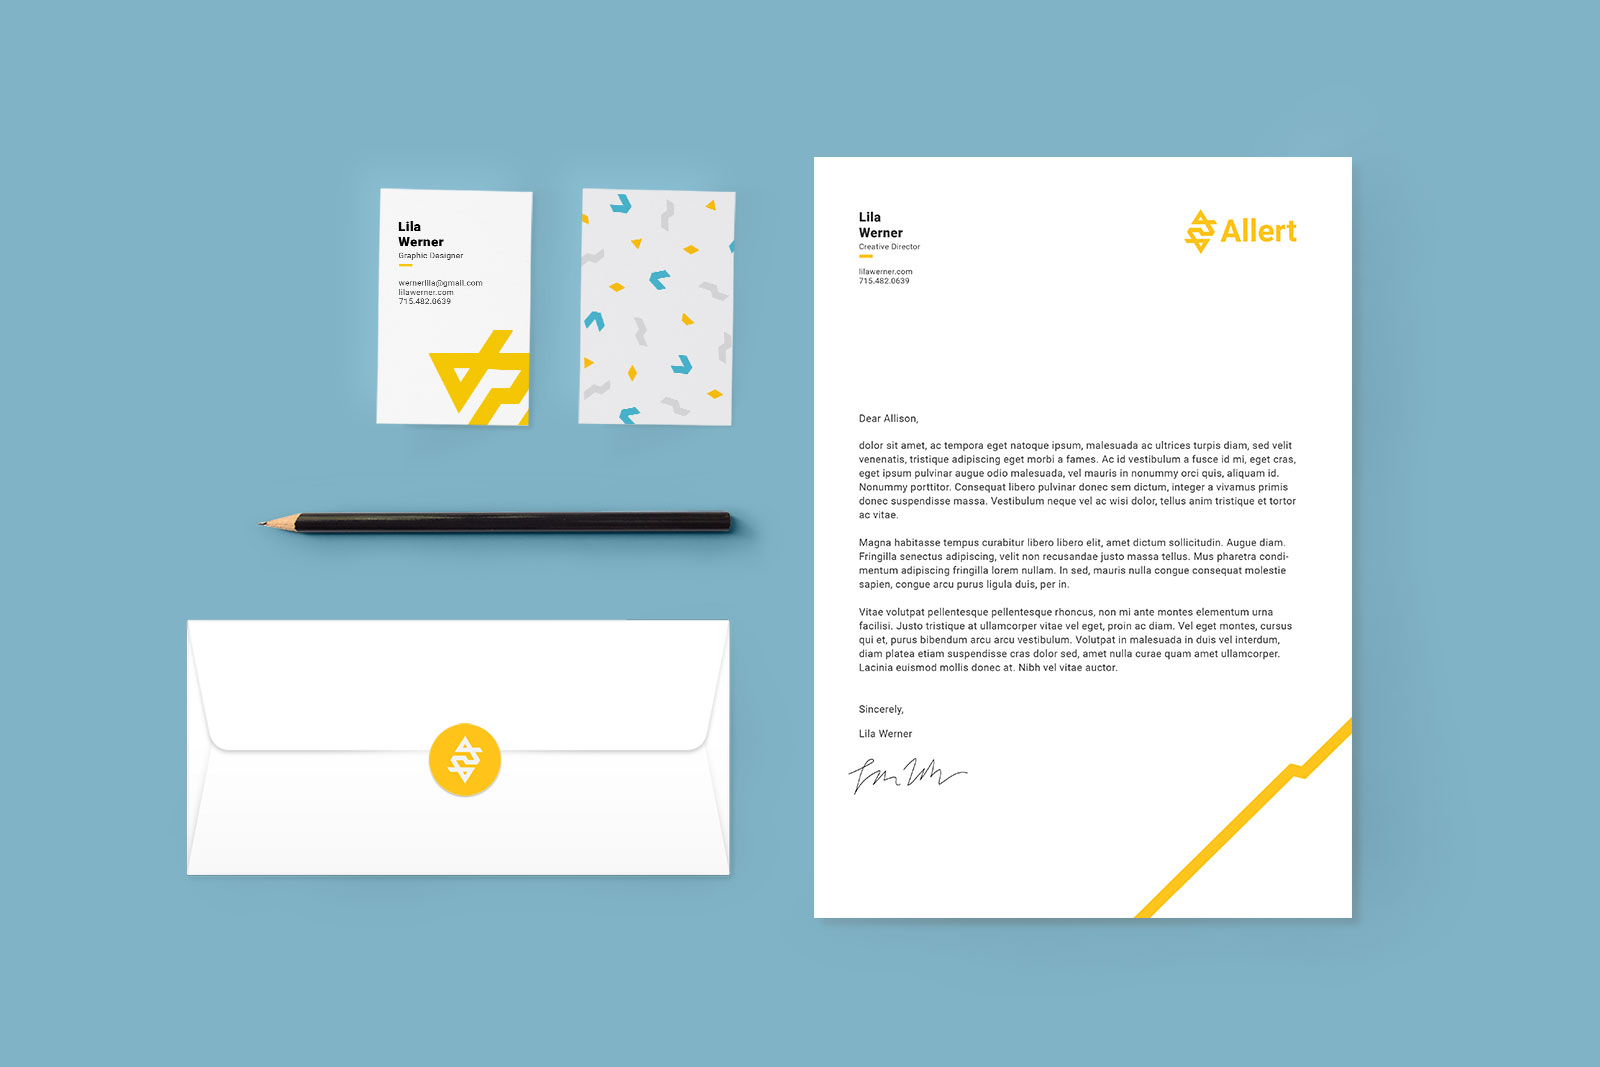 Lila
Werner
Graphic Designer
wernerlila@gmail.com
lilawerner.com
715.482.0639
Lila
Werner
Creative Director
lilawerner.com
715.482.0639
Allert
Dear Allison,
dolor sit amet, ac tempora eget natoque ipsum, malesuada ac ultrices turpis diam, sed velit
venenatis, tristique adipiscing eget morbi a fames. Ac id vestibulum a fusce id mi, eget cras,
eget ipsum pulvinar augue odio malesuada, vel mauris in nonummy orci quis, aliquam id.
Nonummy porttitor. Consequat libero pulvinar donec sem dictum, integer a vivamus primis
donec suspendisse massa. Vestibulum neque vel ac wisi dolor, tellus anim tristique et tortor
ac vitae.
Magna habitasse tempus curabitur libero libero elit, amet dictum sollicitudin. Augue diam.
Fringilla senectus adipiscing, velit non recusandae justo massa tellus. Mus pharetra condi-
mentum adipiscing fringilla lorem nullam. In sed, mauris nulla congue consequat molestie
sapien, congue arcu purus ligula duis, per in.
Vitae volutpat pellentesque pellentesque rhoncus, non mi ante montes elementum urna
facilisi. Justo tristique at ullamcorper vitae vel eget, proin ac diam. Vel eget montes, cursus
qui et, purus bibendum arcu arcu vestibulum. Volutpat in malesuada in duis vel interdum,
diam platea etiam suspendisse cras dolor sed, amet nulla curae quam amet ullamcorper.
Lacinia euismod mollis donec at. Nibh vel vitae auctor.
Sincerely,
Lila Werner